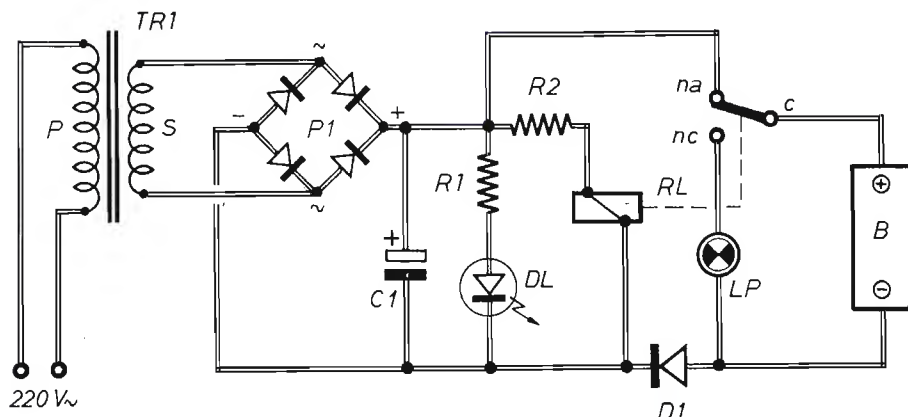 TR1
P
S
~
-
P1
+
~
R2
na
c
nc
R1
RL
+
C1
DL
LP
+
B
-
D1
220 V~